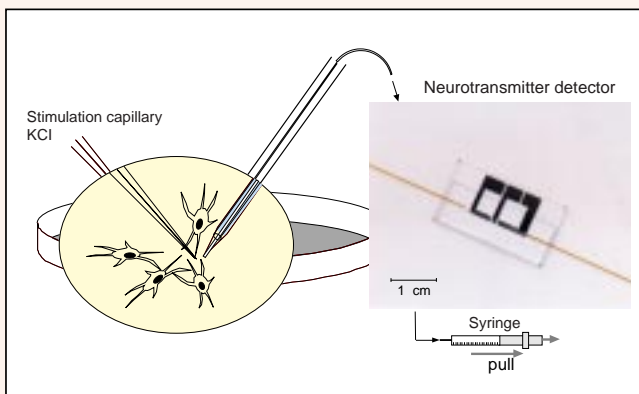 Stimulation capillary
KCl
Neurotransmitter detector
1 cm
Syringe
pull